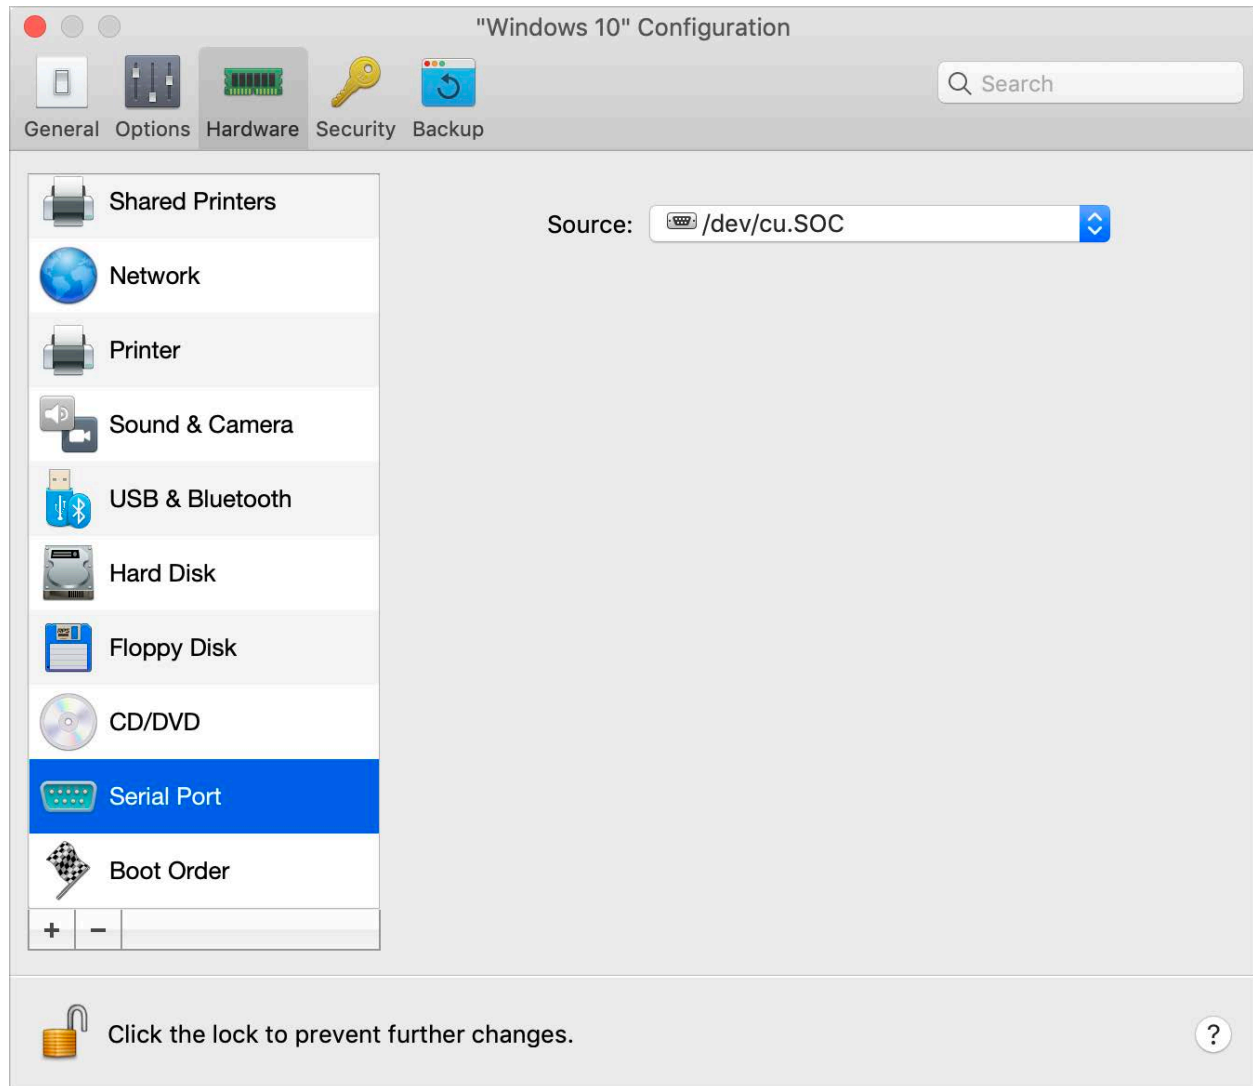 "Windows 10" Configuration
General Options Hardware Security Backup
Search
Shared Printers
Source: /dev/cu.SOC
Network
Printer
Sound & Camera
USB & Bluetooth
Hard Disk
Floppy Disk
CD/DVD
Serial Port
Boot Order
+ −
Click the lock to prevent further changes.
?